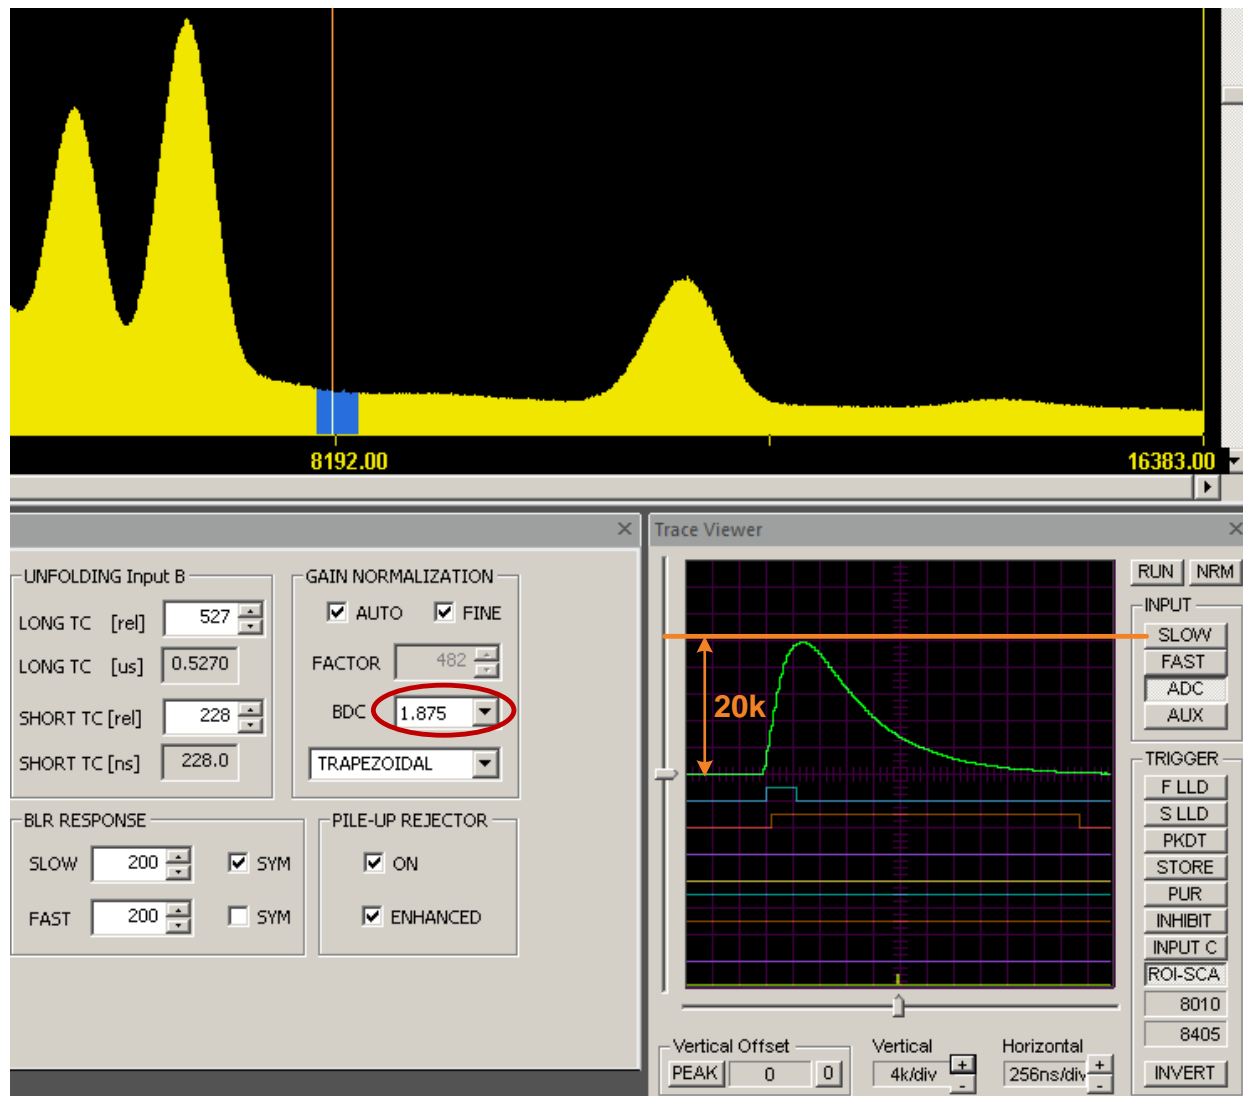 8192.00
16383.00
UNFOLDING Input B
LONG TC [rel] 527
LONG TC [us] 0.5270
SHORT TC [rel] 228
SHORT TC [ns] 228.0
GAIN NORMALIZATION
AUTO FINE
FACTOR 482
BDC 1.875
TRAPEZOIDAL
BLR RESPONSE
SLOW 200 SYM
FAST 200 SYM
PILE-UP REJECTOR
ON
ENHANCED
Trace Viewer
20k
RUN NRM
INPUT
SLOW
FAST
ADC
AUX
TRIGGER
F LLD
S LLD
PKDT
STORE
PUR
INHIBIT
INPUT C
ROI-SCA
8010
8405
INVERT
Vertical Offset
PEAK 0 0
Vertical
4k/div + -
Horizontal
256ns/div + -